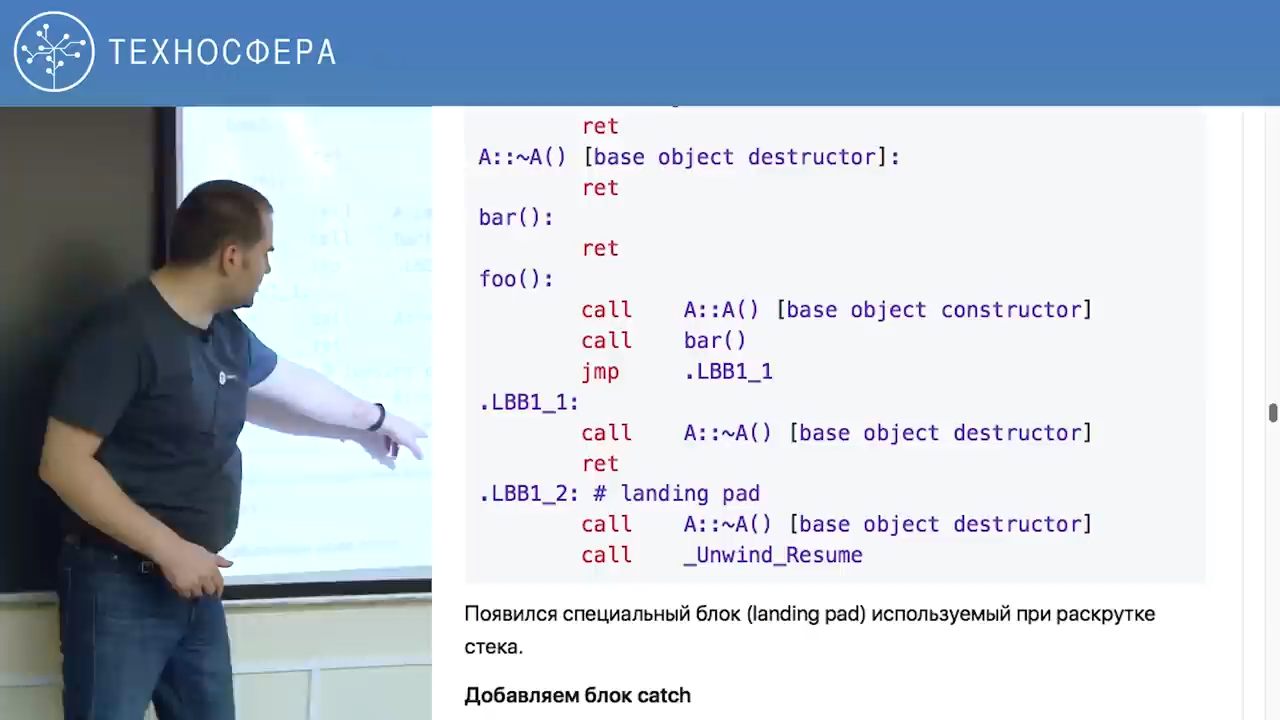 ТЕХНОСФЕРА
ret
A::~A() [base object destructor]:
ret
bar():
ret
foo():
call A::A() [base object constructor]
call bar()
jmp .LBB1_1
.LBB1_1:
call A::~A() [base object destructor]
ret
.LBB1_2: # landing pad
call A::~A() [base object destructor]
call _Unwind_Resume
Появился специальный блок (landing pad) используемый при раскрутке
стека.
Добавляем блок catch